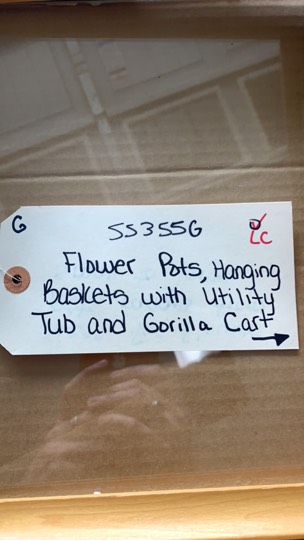 G
SS355G
LC
Flower Pots, Hanging
Baskets with Utility
Tub and Gorilla Cart